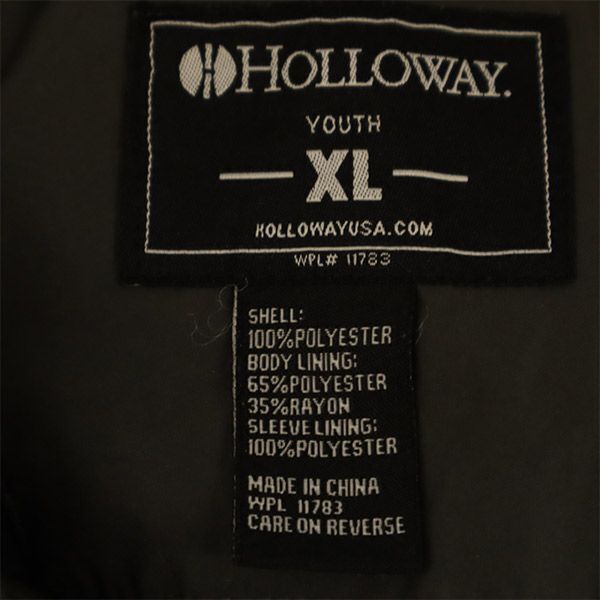 HOLLOWAY.
YOUTH
XL
HOLLOWAYUSA.COM
WPL# 11783
SHELL:
100%POLYESTER
BODY LINING:
65%POLYESTER
35%RAYON
SLEEVE LINING:
100%POLYESTER
MADE IN CHINA
WPL 11783
CARE ON REVERSE